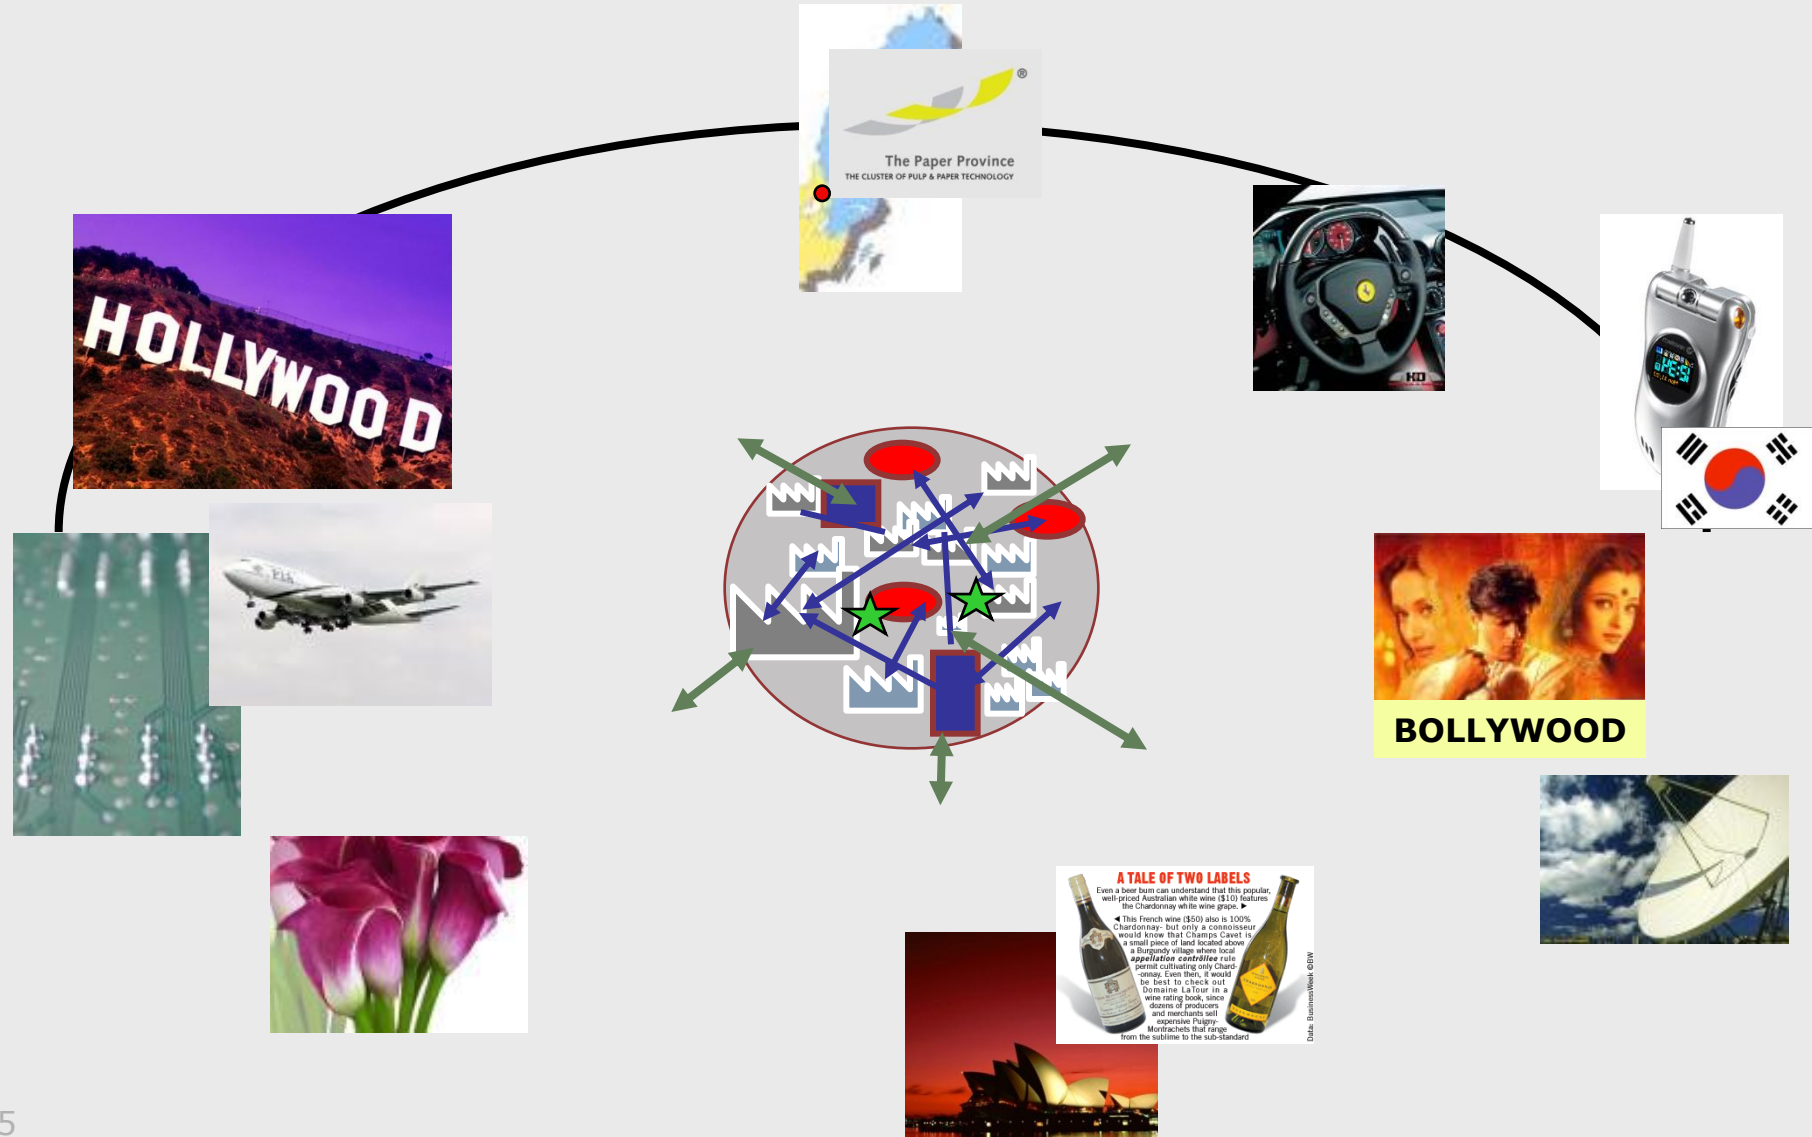 ®
The Paper Province
THE CLUSTER OF PULP & PAPER TECHNOLOGY
HOLLYWOOD
BOLLYWOOD
A TALE OF TWO LABELS
Even a beer bum can understand that this popular,
well-priced Australian white wine ($10) features
the Chardonnay white wine grape. ►
◄ This French wine ($50) also is 100%
Chardonnay- but only a connoisseur
would know that Champs Cavet is
a small piece of land located above
a Burgundy village where local
appellation contrôllee rule
permit cultivating only Chard-
-onnay. Even then, it would
be best to check out
Domaine LaTour in a
wine rating book, since
dozens of producers
and merchants sell
expensive Puligny-
Montrachets that range
from the sublime to the sub-standard
Data: BusinessWeek ©BW
5